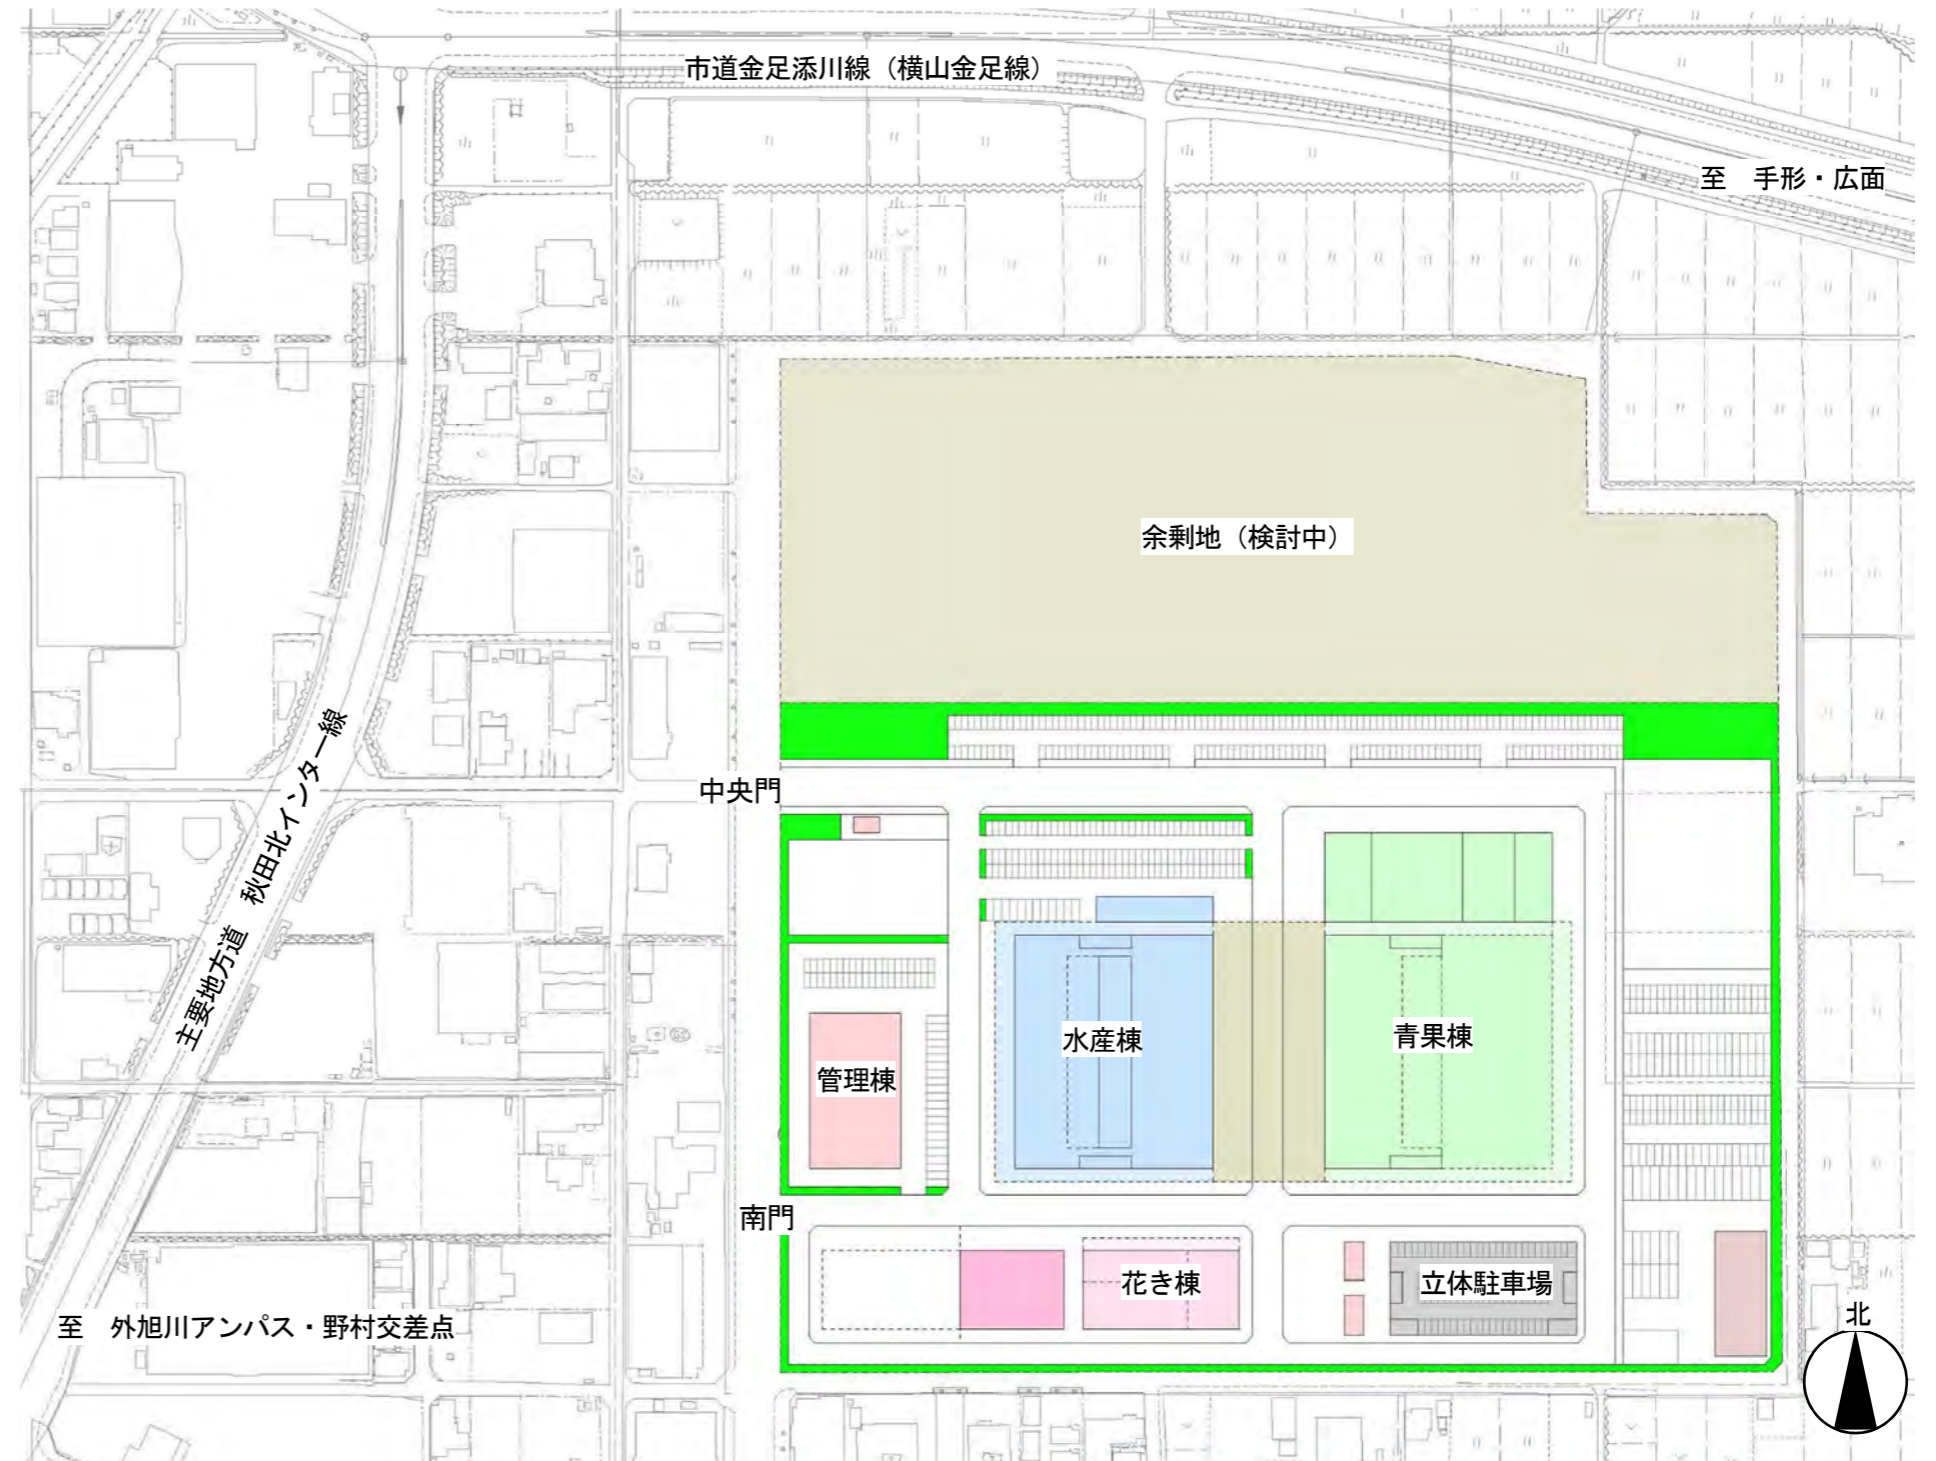 市道金足添川線（横山金足線）
至　手形・広面
余剰地（検討中）
主要地方道　秋田北インター線
中央門
水産棟
青果棟
管理棟
南門
花き棟
立体駐車場
至　外旭川アンパス・野村交差点
北